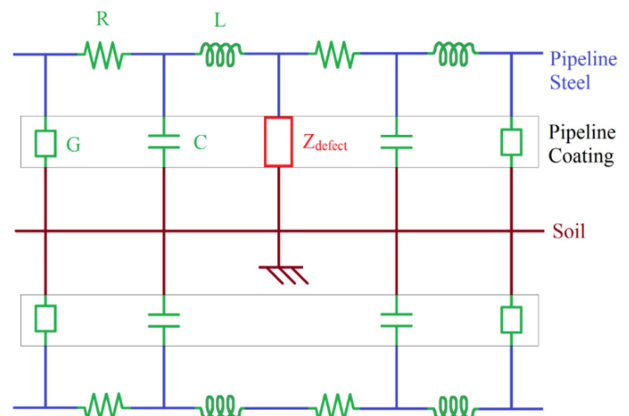 R
L
Pipeline
Steel
G
C
Zdefect
Pipeline
Coating
Soil